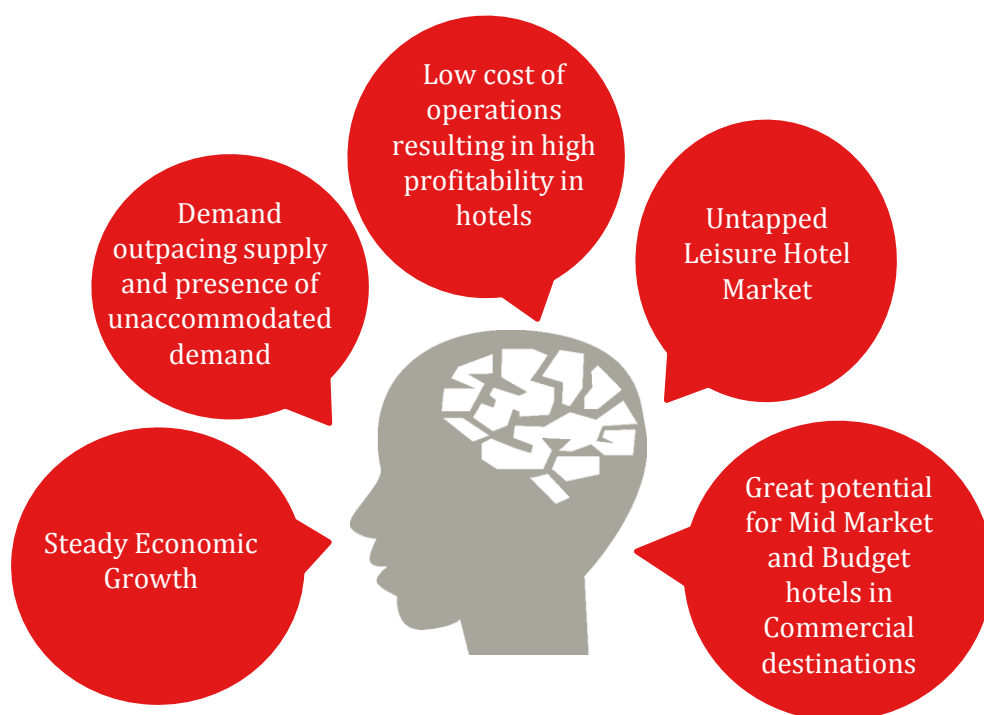 Steady Economic
Growth
Demand
outpacing supply
and presence of
unaccommodated
demand
Low cost of
operations
resulting in high
profitability in
hotels
Untapped
Leisure Hotel
Market
Great potential
for Mid Market
and Budget
hotels in
Commercial
destinations